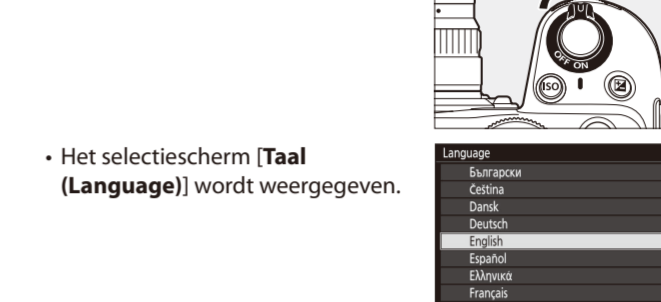 OFF ON
ISO
• Het selectiescherm [Taal
(Language)] wordt weergegeven.
Language
Български
Čeština
Dansk
Deutsch
English
Español
Ελληνικά
Français